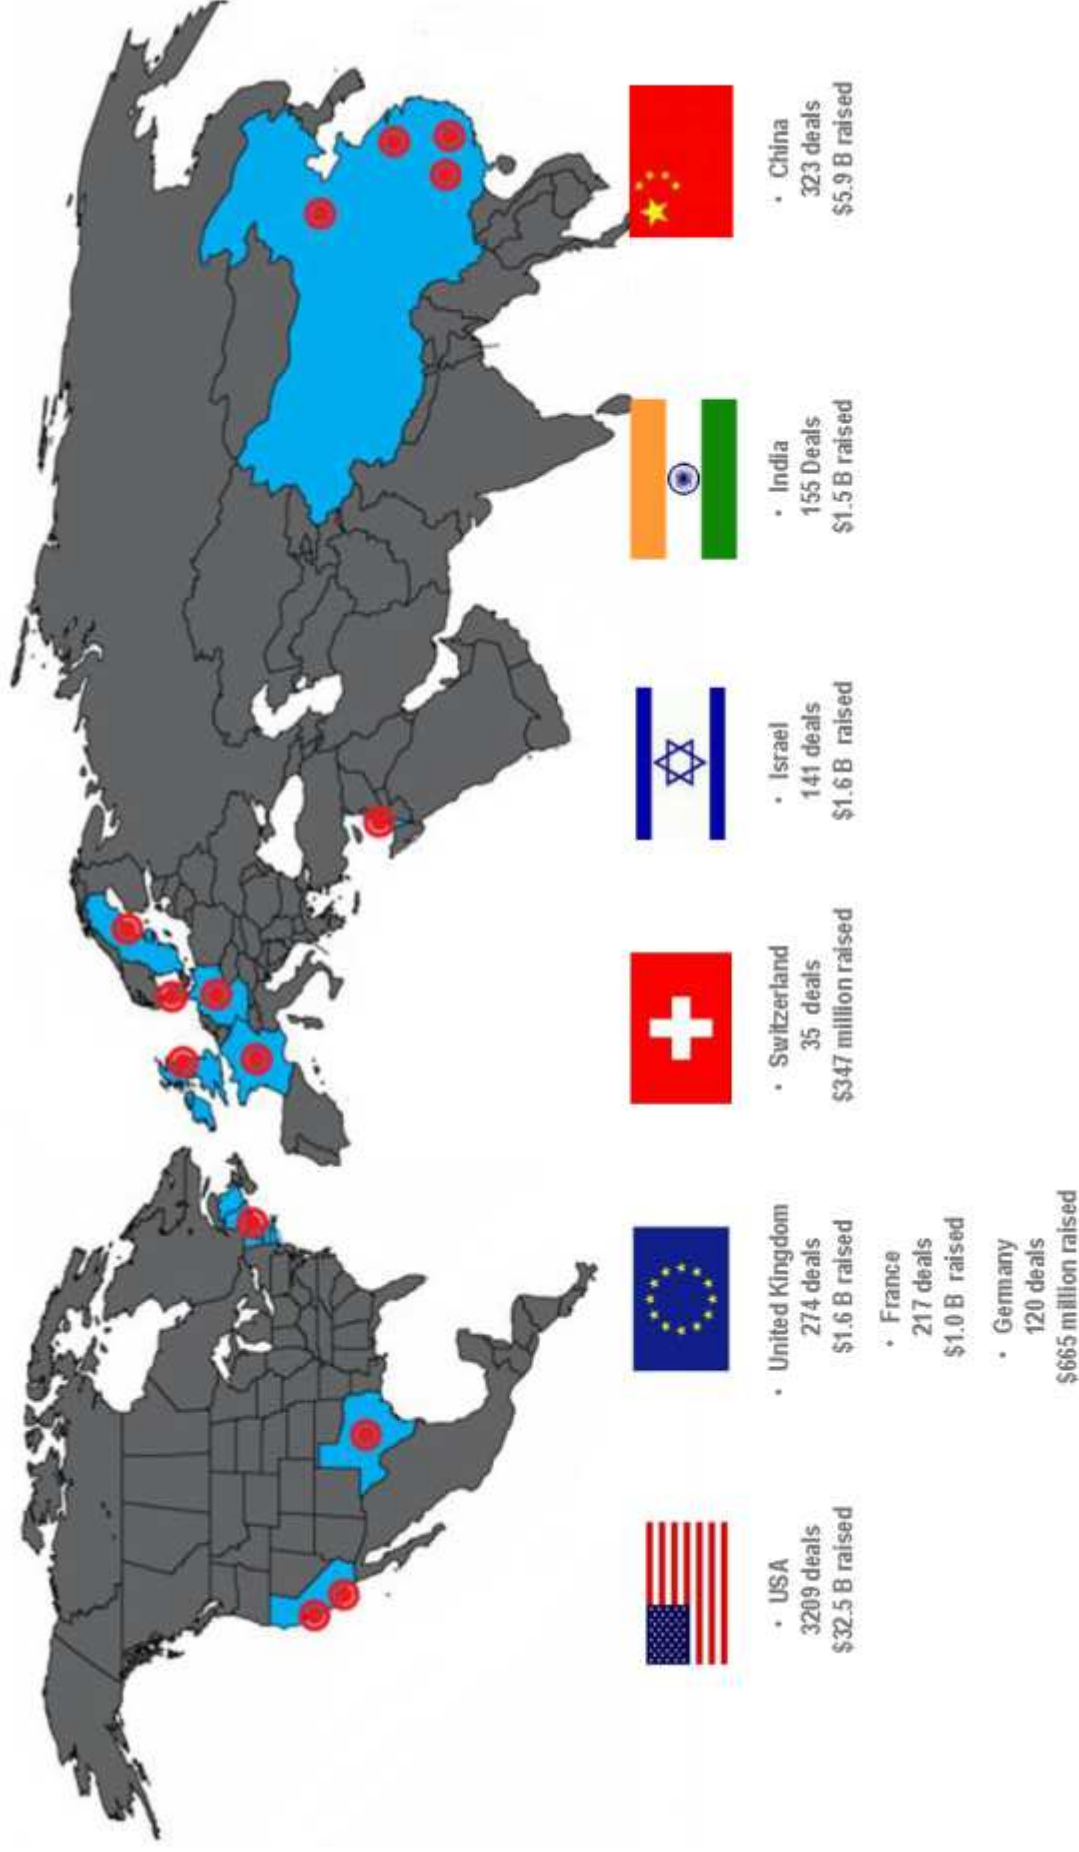 • USA
3209 deals
$32.5 B raised
• United Kingdom
274 deals
$1.6 B raised
• France
217 deals
$1.0 B raised
• Germany
120 deals
$665 million raised
• Switzerland
35 deals
$347 million raised
• Israel
141 deals
$1.6 B raised
• India
155 Deals
$1.5 B raised
• China
323 deals
$5.9 B raised